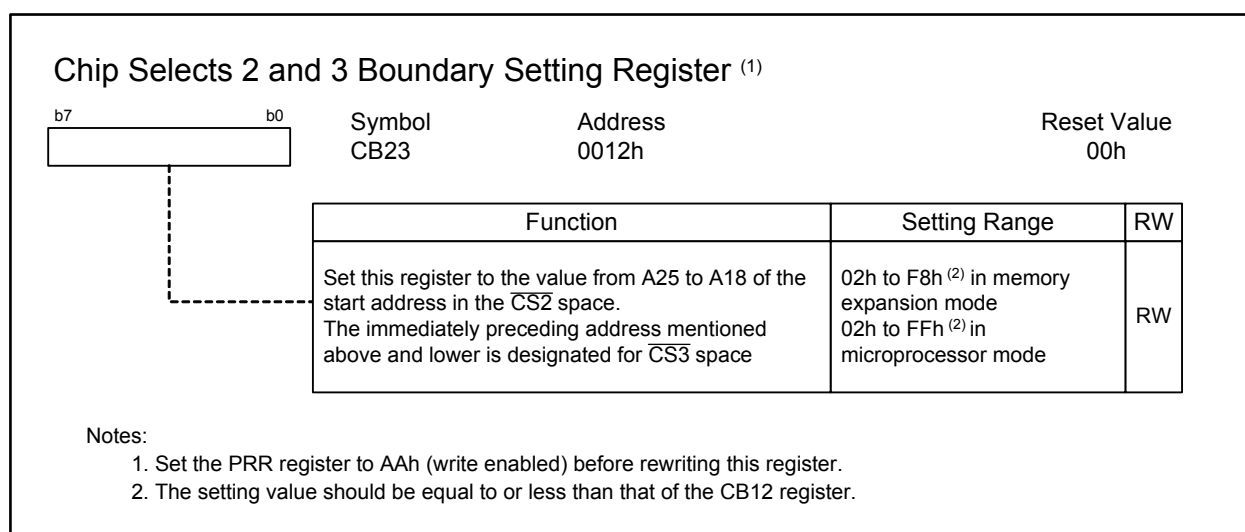 Chip Selects 2 and 3 Boundary Setting Register (1)
b7 b0
Symbol Address Reset Value
CB23 0012h 00h
Function Setting Range RW
Set this register to the value from A25 to A18 of the
start address in the CS2 space.
The immediately preceding address mentioned
above and lower is designated for CS3 space
02h to F8h (2) in memory
expansion mode
02h to FFh (2) in
microprocessor mode
RW
Notes:
1. Set the PRR register to AAh (write enabled) before rewriting this register.
2. The setting value should be equal to or less than that of the CB12 register.